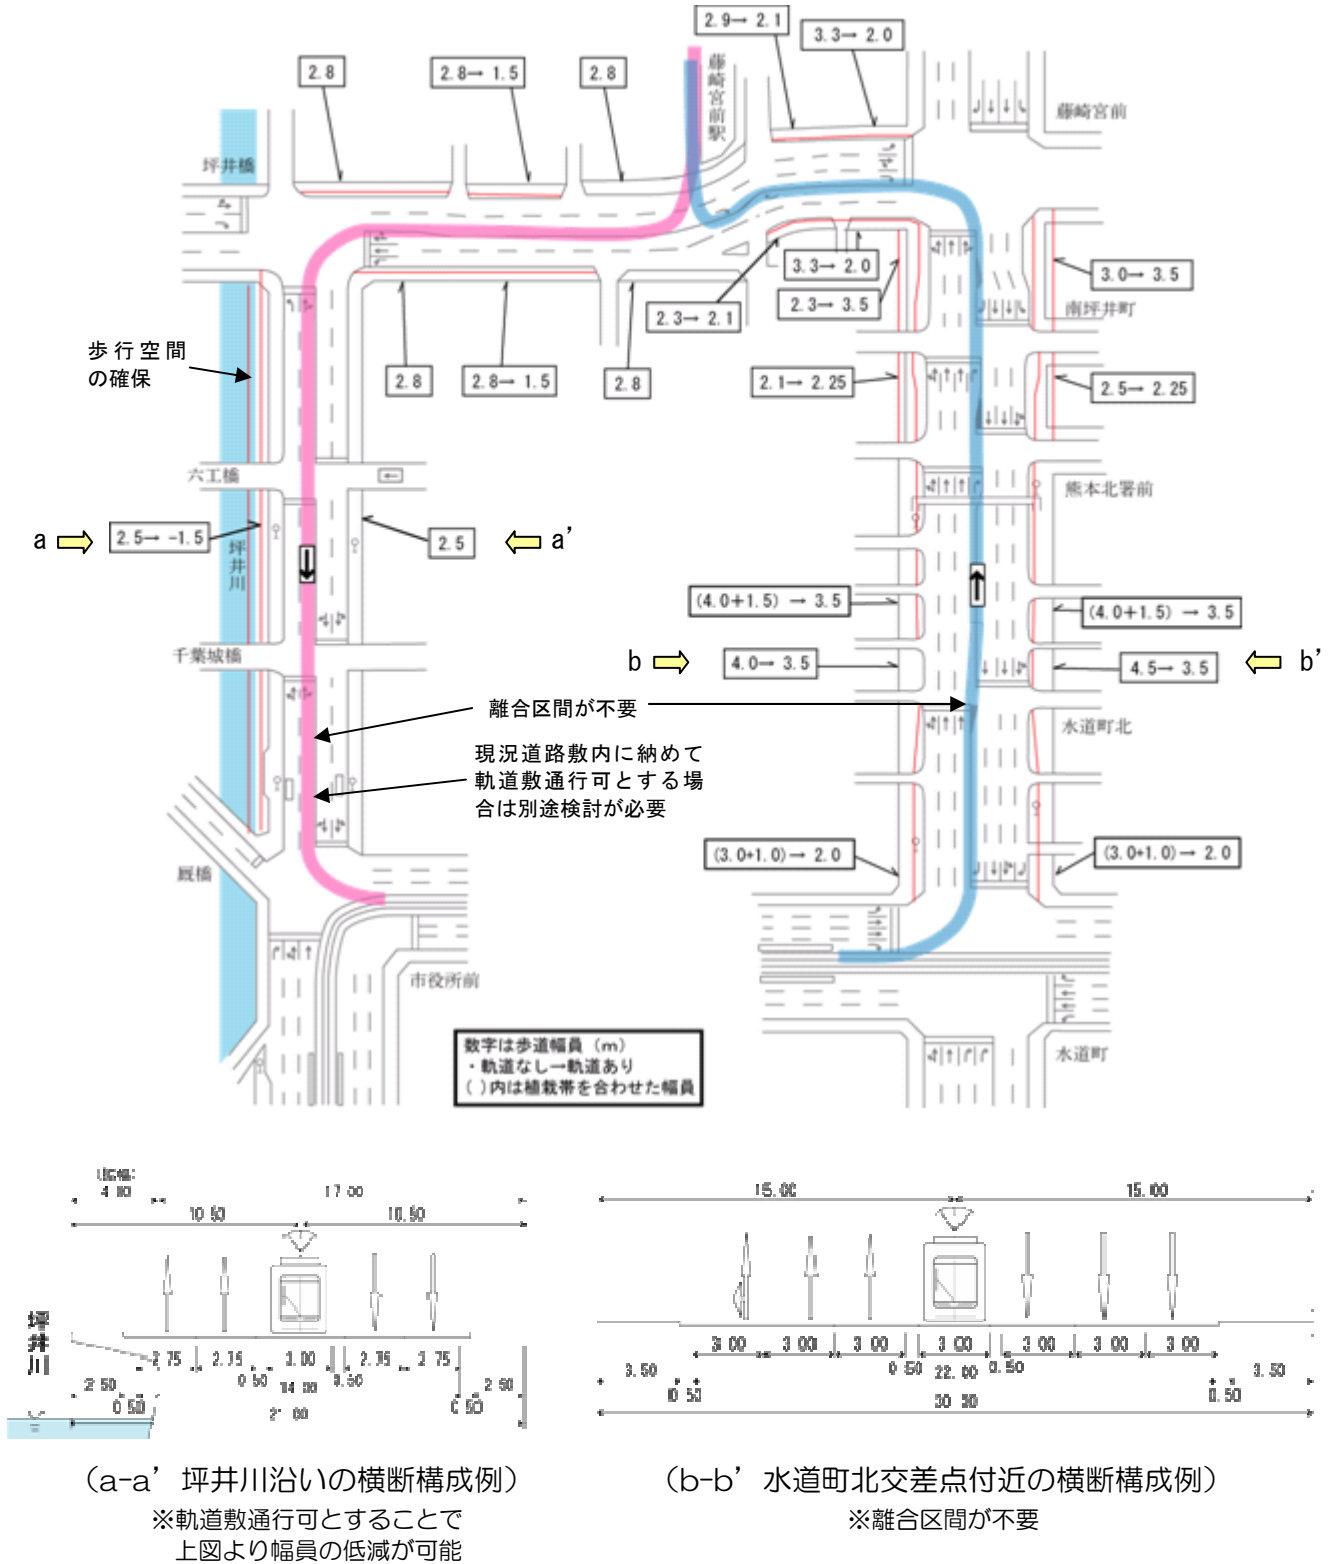 2.9→ 2.1
3.3→ 2.0
2.8
2.8→ 1.5
2.8
藤崎宮前駅
藤崎宮前
坪井橋
3.3→ 2.0
2.3→ 3.5
2.3→ 2.1
3.0→ 3.5
南坪井町
歩行空間
の確保
2.8
2.8→ 1.5
2.8
2.1→ 2.25
2.5→ 2.25
六工橋
熊本北署前
a
2.5→ -1.5
坪井川
2.5
a’
(4.0+1.5) → 3.5
(4.0+1.5) → 3.5
千葉城橋
b
4.0→ 3.5
4.5→ 3.5
b’
離合区間が不要
水道町北
現況道路敷内に納めて
軌道敷通行可とする場
合は別途検討が必要
(3.0+1.0)→ 2.0
(3.0+1.0)→ 2.0
厩橋
市役所前
数字は歩道幅員（m）
・軌道なし→軌道あり
( )内は植栽帯を合わせた幅員
水道町
17.00
10.50
10.50
坪井川
2.75
2.75
3.00
2.75
2.75
0.50
14.00
0.50
2.50
0.50
0.50
2.50
15.00
15.00
3.00
3.00
3.00
3.00
3.00
3.00
3.00
0.50
22.00
0.50
3.50
0.50
0.50
3.50
（a-a’坪井川沿いの横断構成例）
※軌道敷通行可とすることで
上図より幅員の低減が可能
（b-b’水道町北交差点付近の横断構成例）
※離合区間が不要